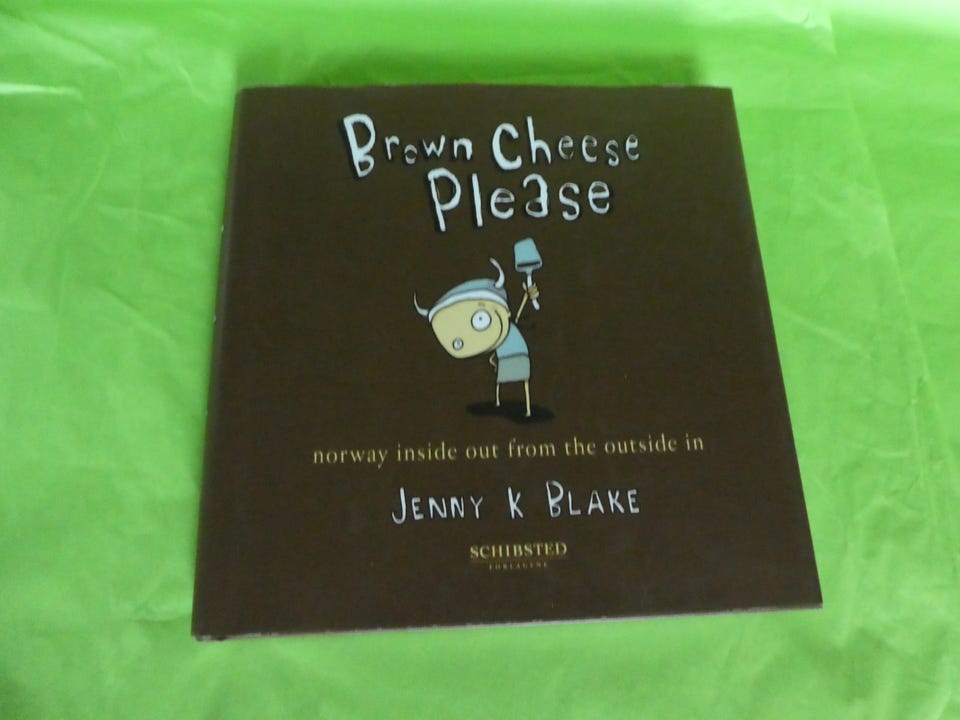 Brown Cheese
Please
norway inside out from the outside in
JENNY K BLAKE
SCHIBSTED
FORLAGENE